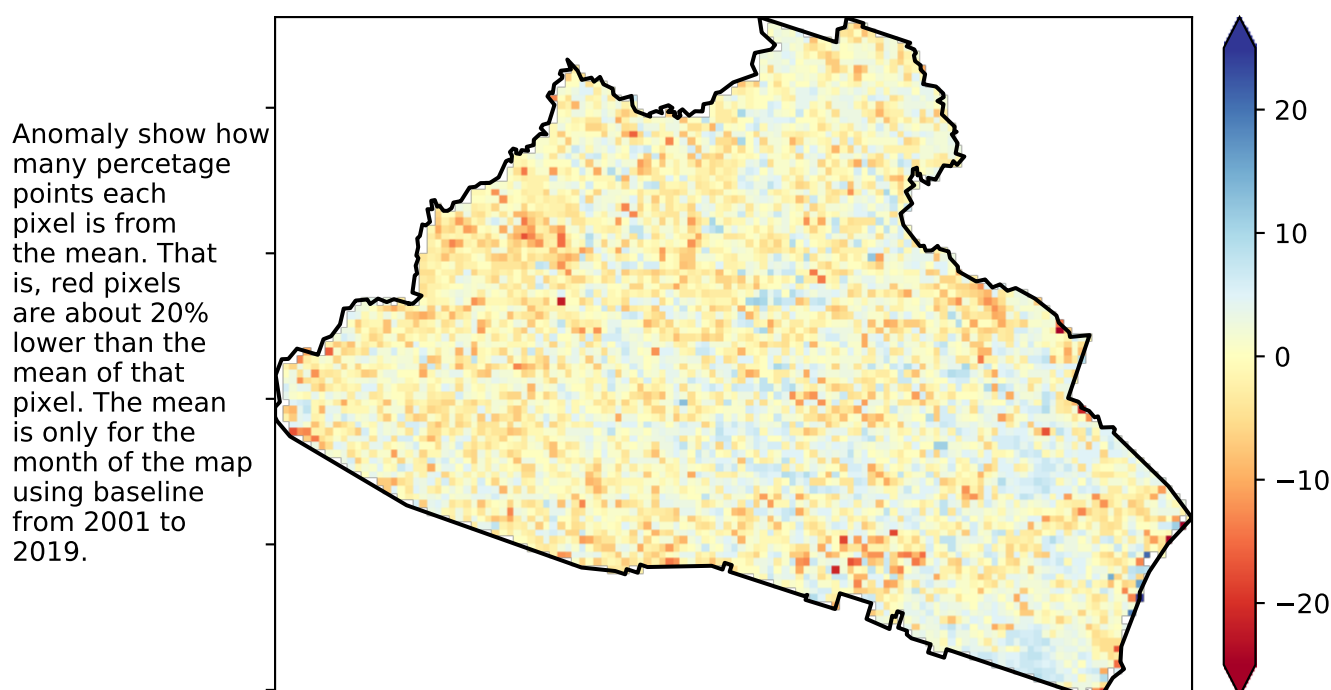 Anomaly show how
many percetage
points each
pixel is from
the mean. That
is, red pixels
are about 20%
lower than the
mean of that
pixel. The mean
is only for the
month of the map
using baseline
from 2001 to
2019.
20
10
0
−10
−20